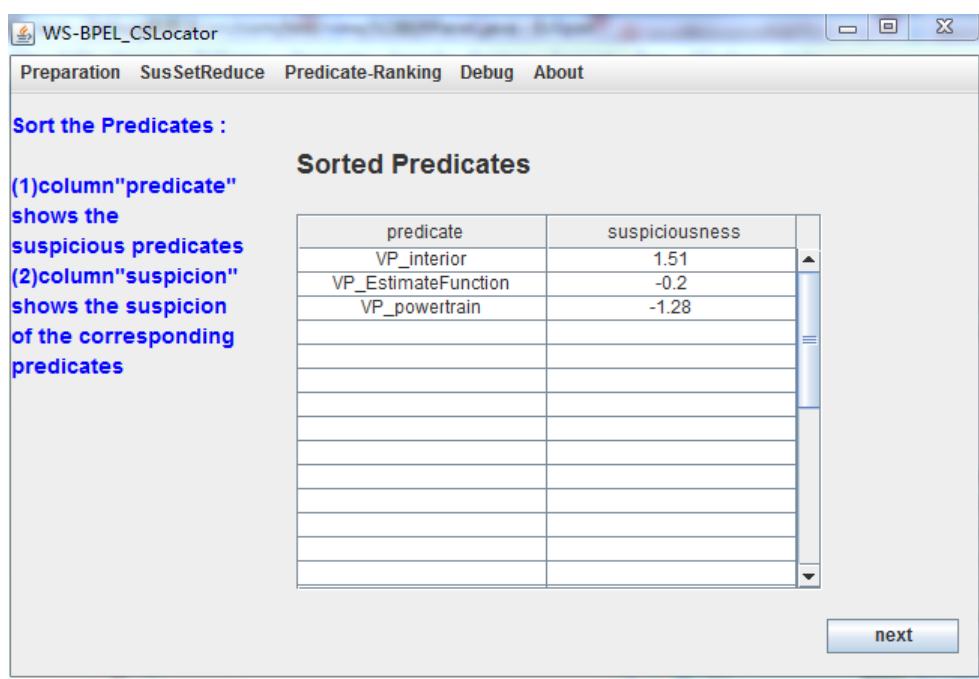 WS-BPEL_CSLocator
Preparation SusSetReduce Predicate-Ranking Debug About
Sort the Predicates :
(1)column"predicate"
shows the
suspicious predicates
(2)column"suspicion"
shows the suspicion
of the corresponding
predicates
Sorted Predicates
predicate suspiciousness
VP_interior 1.51
VP_EstimateFunction -0.2
VP_powertrain -1.28
next